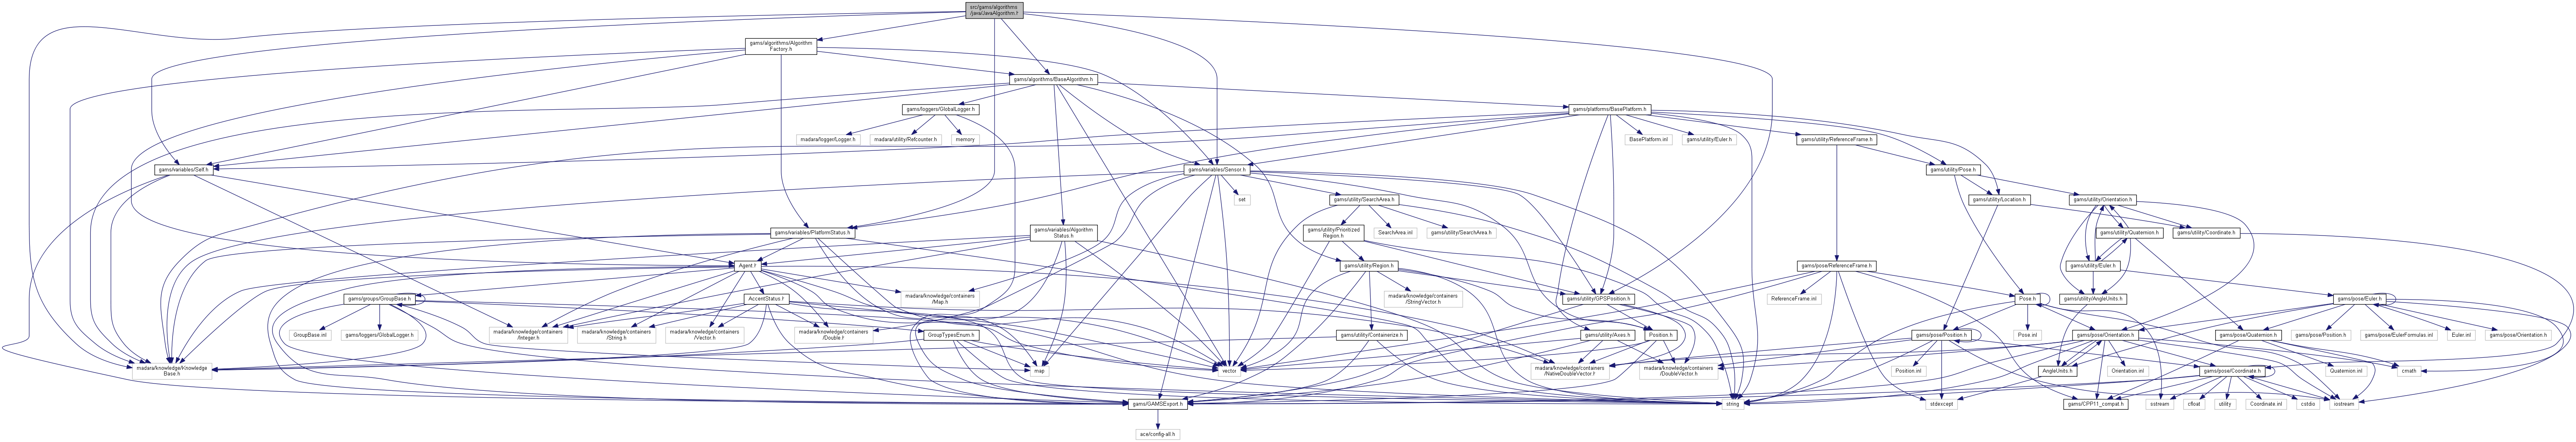 src/gams/algorithms
/java/JavaAlgorithm.h
gams/algorithms/Algorithm
Factory.h
gams/algorithms/BaseAlgorithm.h
gams/loggers/GlobalLogger.h
gams/platforms/BasePlatform.h
madara/logger/Logger.h
madara/utility/Refcounter.h
memory
BasePlatform.inl
gams/utility/Euler.h
gams/utility/ReferenceFrame.h
gams/variables/Self.h
gams/variables/Sensor.h
gams/utility/Pose.h
set
gams/utility/SearchArea.h
gams/utility/Location.h
gams/utility/Orientation.h
gams/variables/PlatformStatus.h
gams/variables/Algorithm
Status.h
gams/utility/Prioritized
Region.h
SearchArea.inl
gams/utility/SearchArea.h
gams/utility/Quaternion.h
gams/utility/Coordinate.h
Agent.h
gams/utility/Region.h
gams/pose/ReferenceFrame.h
gams/utility/Euler.h
gams/groups/GroupBase.h
AccentStatus.h
madara/knowledge/containers
/Map.h
madara/knowledge/containers
/StringVector.h
gams/utility/GPSPosition.h
ReferenceFrame.inl
Pose.h
gams/utility/AngleUnits.h
gams/pose/Euler.h
GroupBase.inl
gams/loggers/GlobalLogger.h
madara/knowledge/containers
/Integer.h
madara/knowledge/containers
/String.h
madara/knowledge/containers
/Vector.h
madara/knowledge/containers
/Double.h
GroupTypesEnum.h
gams/utility/Containerize.h
gams/utility/Axes.h
Position.h
gams/pose/Position.h
Pose.inl
gams/pose/Orientation.h
gams/pose/Quaternion.h
gams/pose/Position.h
gams/pose/EulerFormulas.inl
Euler.inl
gams/pose/Orientation.h
madara/knowledge/Knowledge
Base.h
map
vector
madara/knowledge/containers
/NativeDoubleVector.h
madara/knowledge/containers
/DoubleVector.h
Position.inl
AngleUnits.h
Orientation.inl
gams/pose/Coordinate.h
Quaternion.inl
cmath
gams/GAMSExport.h
string
stdexcept
gams/CPP11_compat.h
sstream
cfloat
utility
Coordinate.inl
cstdio
iostream
ace/config-all.h